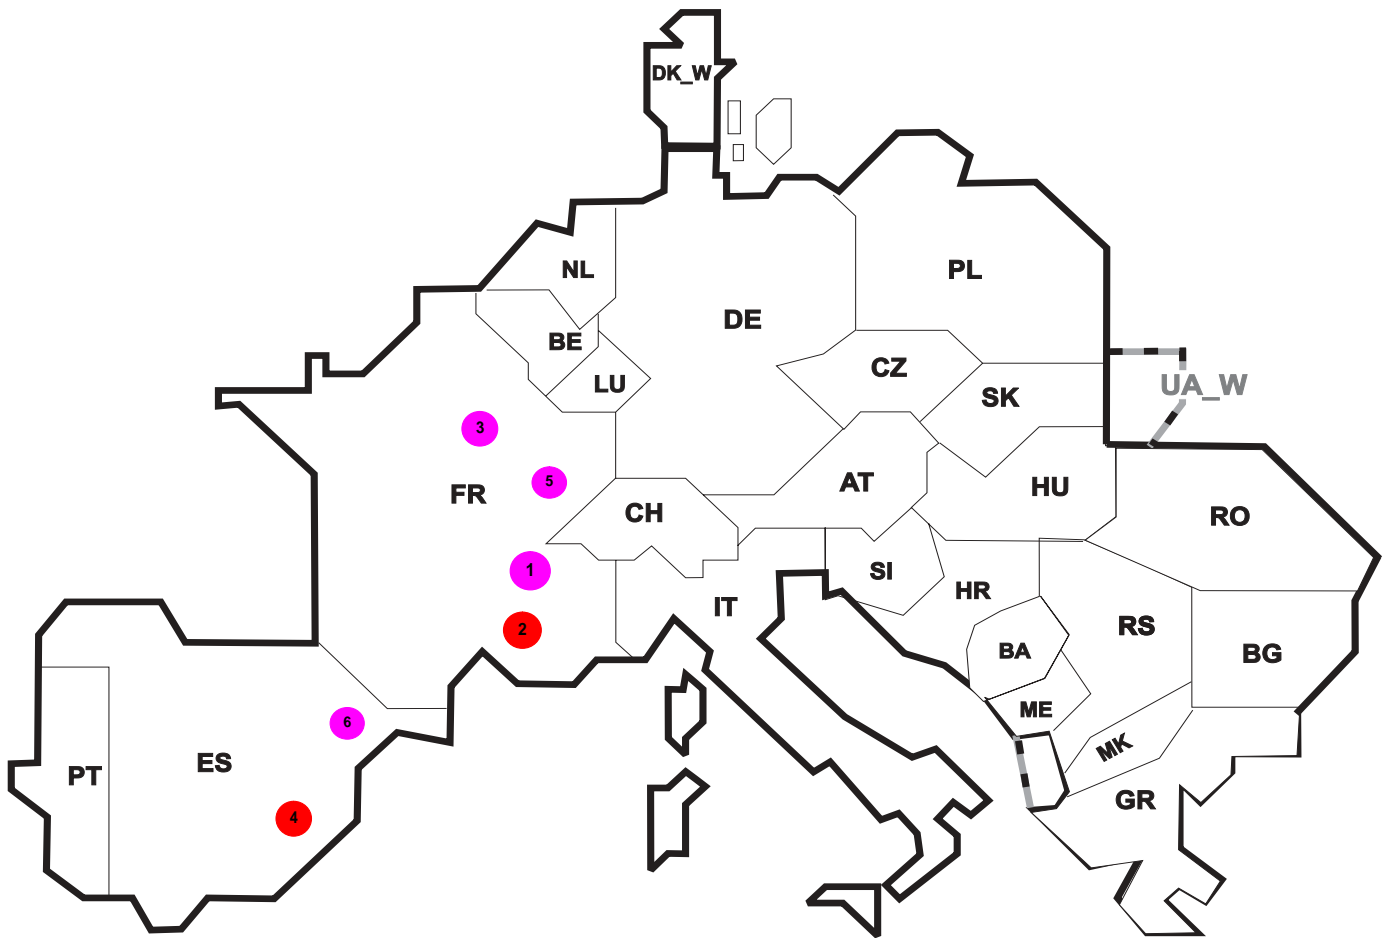 DK_W
NL
PL
DE
BE
CZ
LU
UA_W
SK
3
5
AT
HU
FR
CH
RO
1
SI
HR
IT
2
RS
BA
BG
ME
6
MK
ES
PT
GR
4